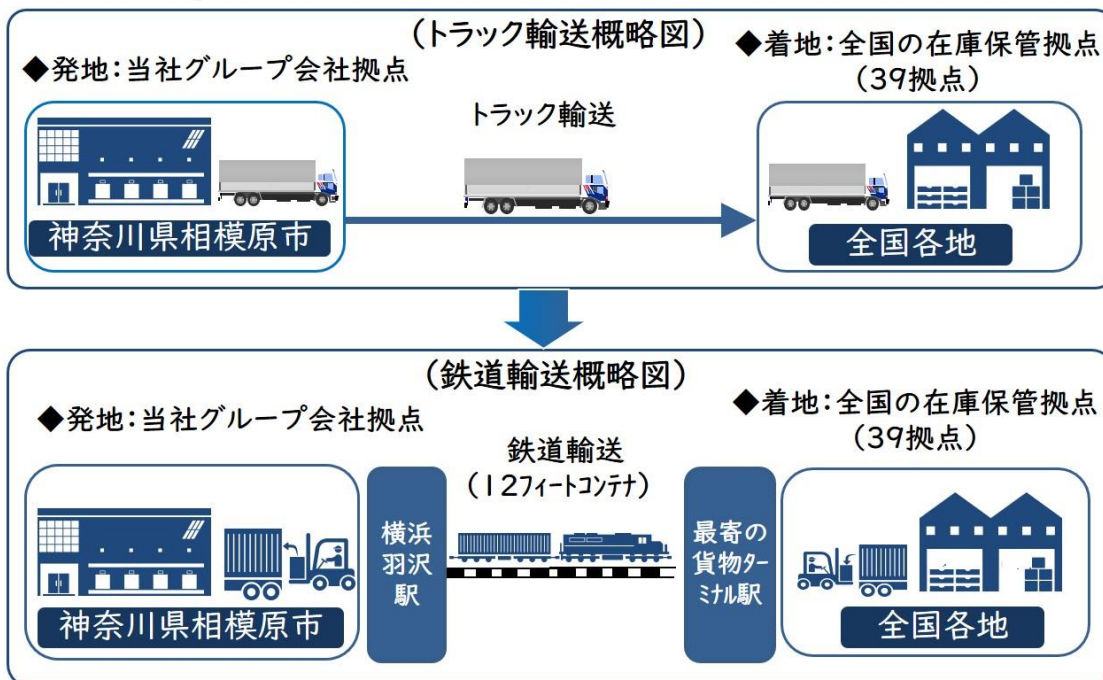 (トラック輸送概略図)
◆発地:当社グループ会社拠点
◆着地:全国の在庫保管拠点
(39拠点)
トラック輸送
神奈川県相模原市
全国各地
(鉄道輸送概略図)
◆発地:当社グループ会社拠点
◆着地:全国の在庫保管拠点
(39拠点)
鉄道輸送
(12フィートコンテナ)
横浜
羽沢
駅
最寄の
貨物ター
ミナル駅
神奈川県相模原市
全国各地